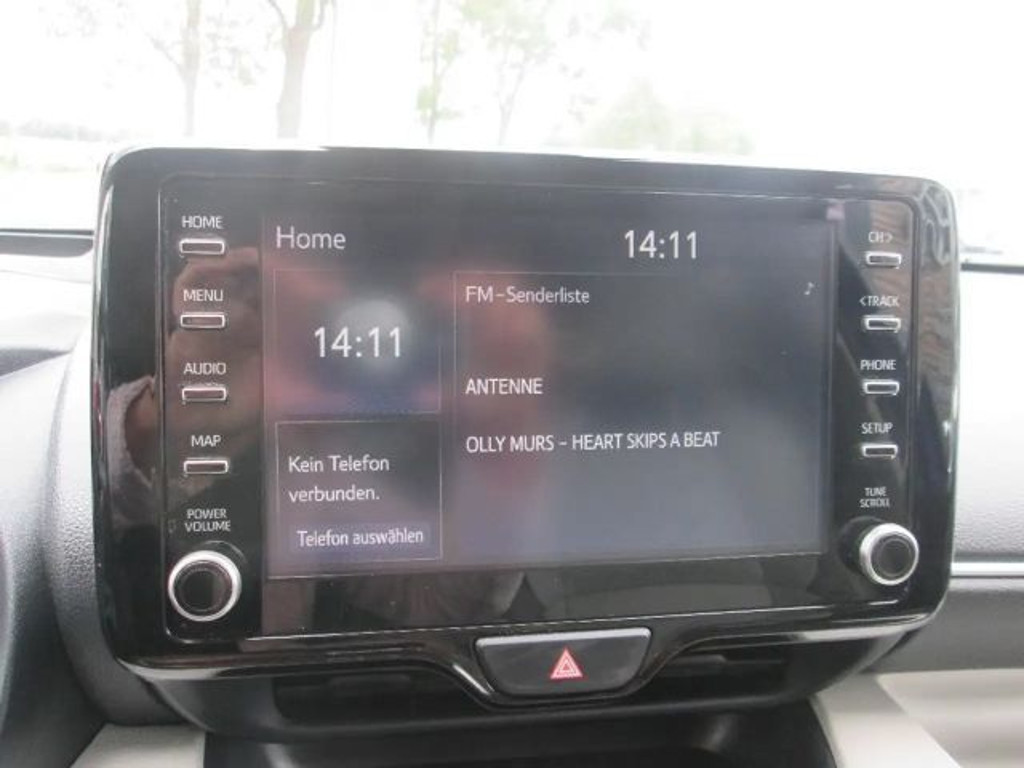 HOME
MENU
AUDIO
MAP
POWER
VOLUME
Home
14:11
14:11
Kein Telefon
verbunden.
Telefon auswählen
FM-Senderliste
ANTENNE
OLLY MURS - HEART SKIPS A BEAT
CH>
<TRACK
PHONE
SETUP
TUNE
SCROLL